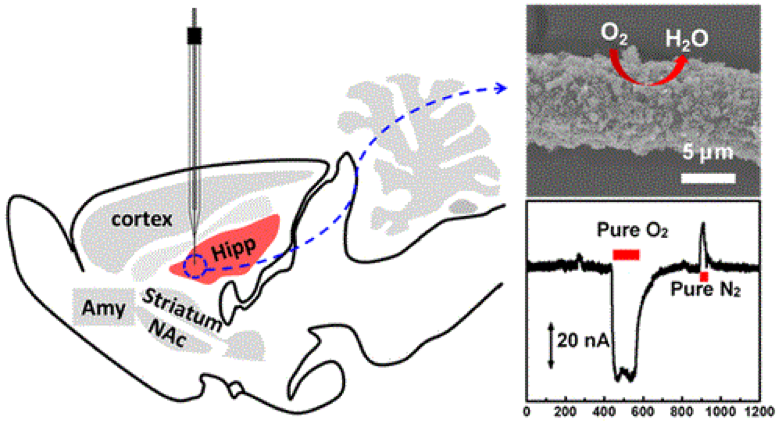 cortex
Hipp
Amy
Striatum
NAc
O₂
H₂O
5 μm
Pure O₂
Pure N₂
20 nA
0 200 400 600 800 1000 1200